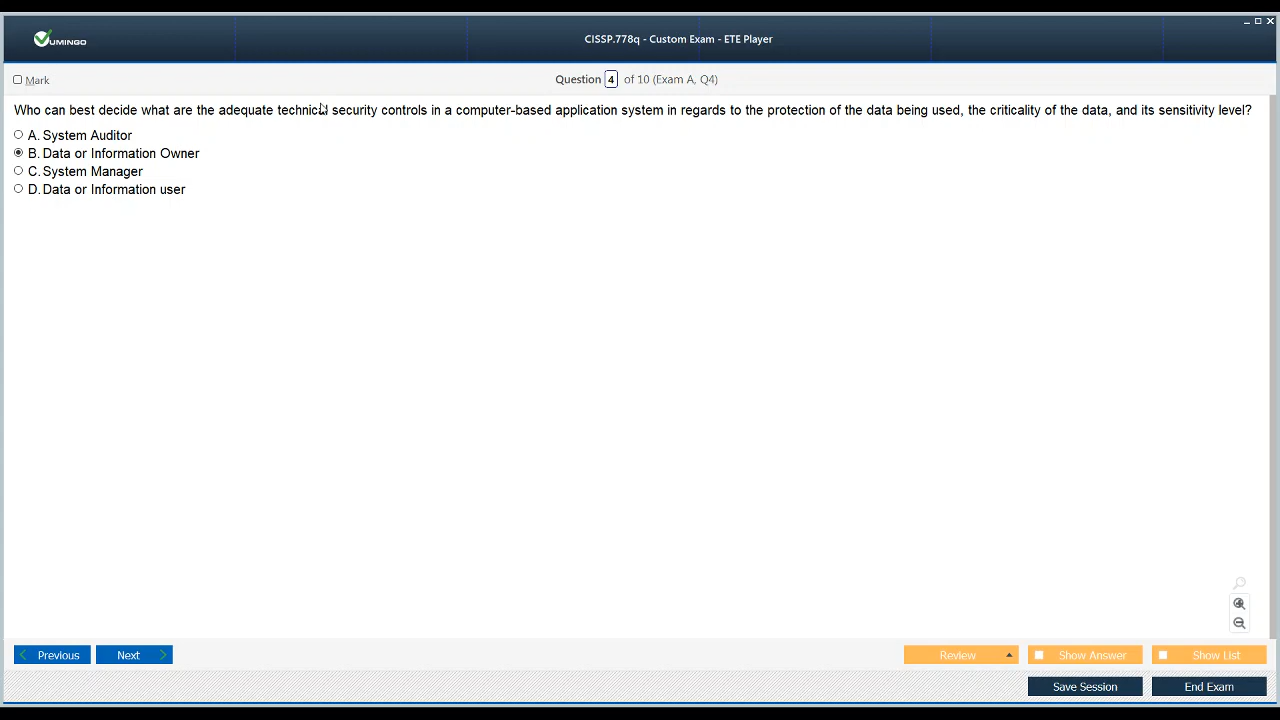 VUMINGO
CISSP.778q - Custom Exam - ETE Player
Mark
Question 4 of 10 (Exam A, Q4)
Who can best decide what are the adequate technical security controls in a computer-based application system in regards to the protection of the data being used, the criticality of the data, and its sensitivity level?
A. System Auditor
B. Data or Information Owner
C. System Manager
D. Data or Information user
Previous
Next
Review
Show Answer
Show List
Save Session
End Exam